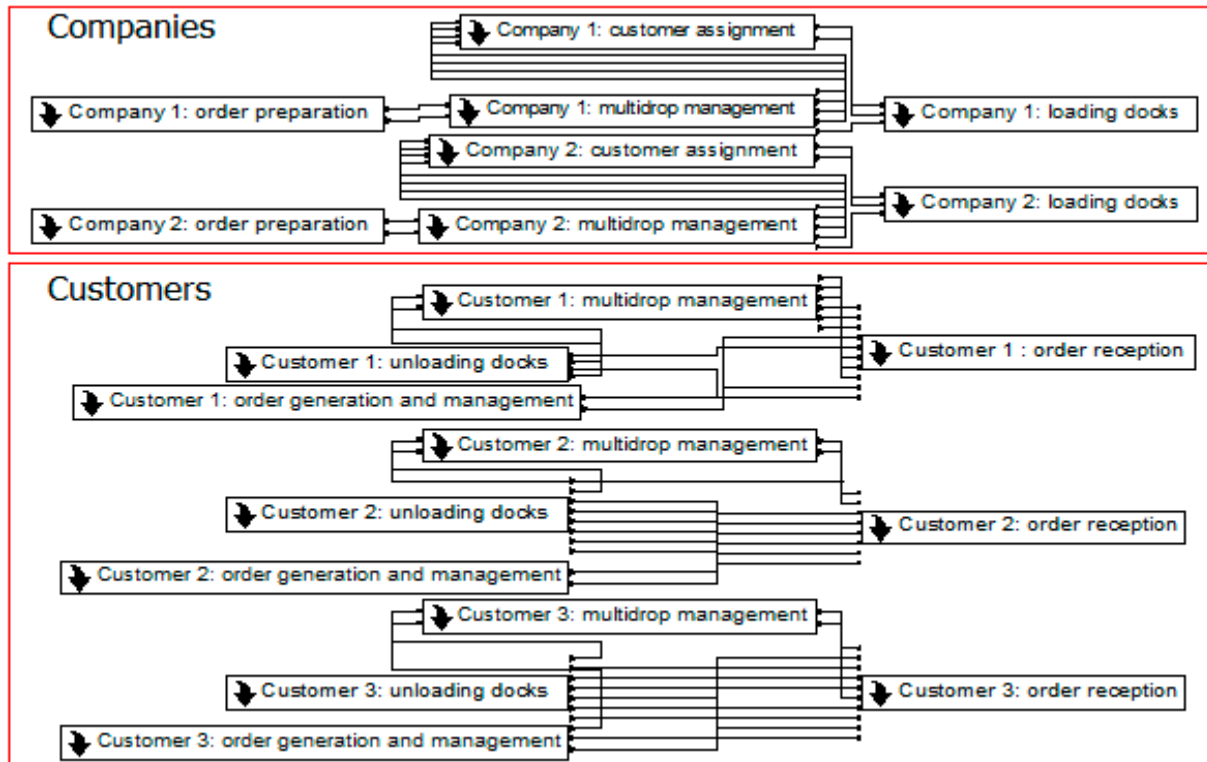 Companies
Company 1: customer assignment
Company 1: order preparation
Company 1: multidrop management
Company 1: loading docks
Company 2: customer assignment
Company 2: loading docks
Company 2: order preparation
Company 2: multidrop management
Customers
Customer 1: multidrop management
Customer 1 : order reception
Customer 1: unloading docks
Customer 1: order generation and management
Customer 2: multidrop management
Customer 2: unloading docks
Customer 2: order reception
Customer 2: order generation and management
Customer 3: multidrop management
Customer 3: unloading docks
Customer 3: order reception
Customer 3: order generation and management